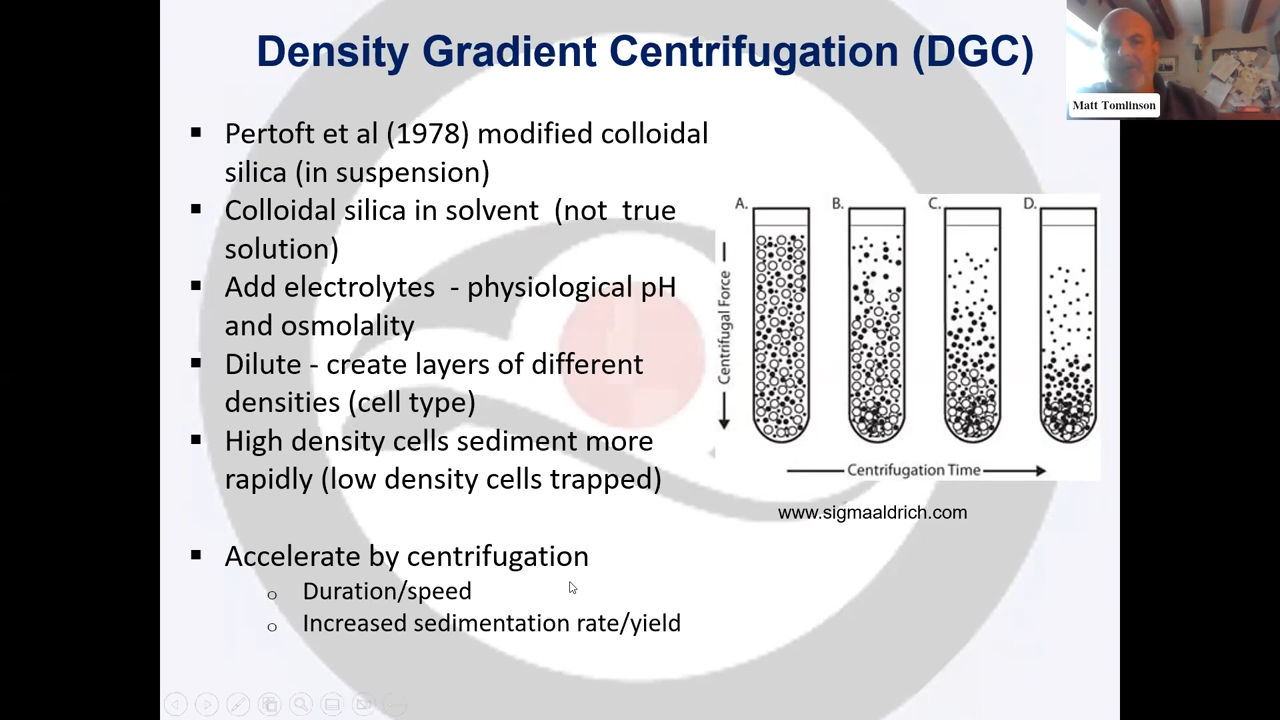 Density Gradient Centrifugation (DGC)
Matt Tomlinson
▪ Pertoft et al (1978) modified colloidal
silica (in suspension)
▪ Colloidal silica in solvent  (not  true
solution)
▪ Add electrolytes  - physiological pH
and osmolality
▪ Dilute - create layers of different
densities (cell type)
▪ High density cells sediment more
rapidly (low density cells trapped)
▪ Accelerate by centrifugation
o Duration/speed
o Increased sedimentation rate/yield
A. B. C. D.
Centrifugal Force
Centrifugation Time
www.sigmaaldrich.com